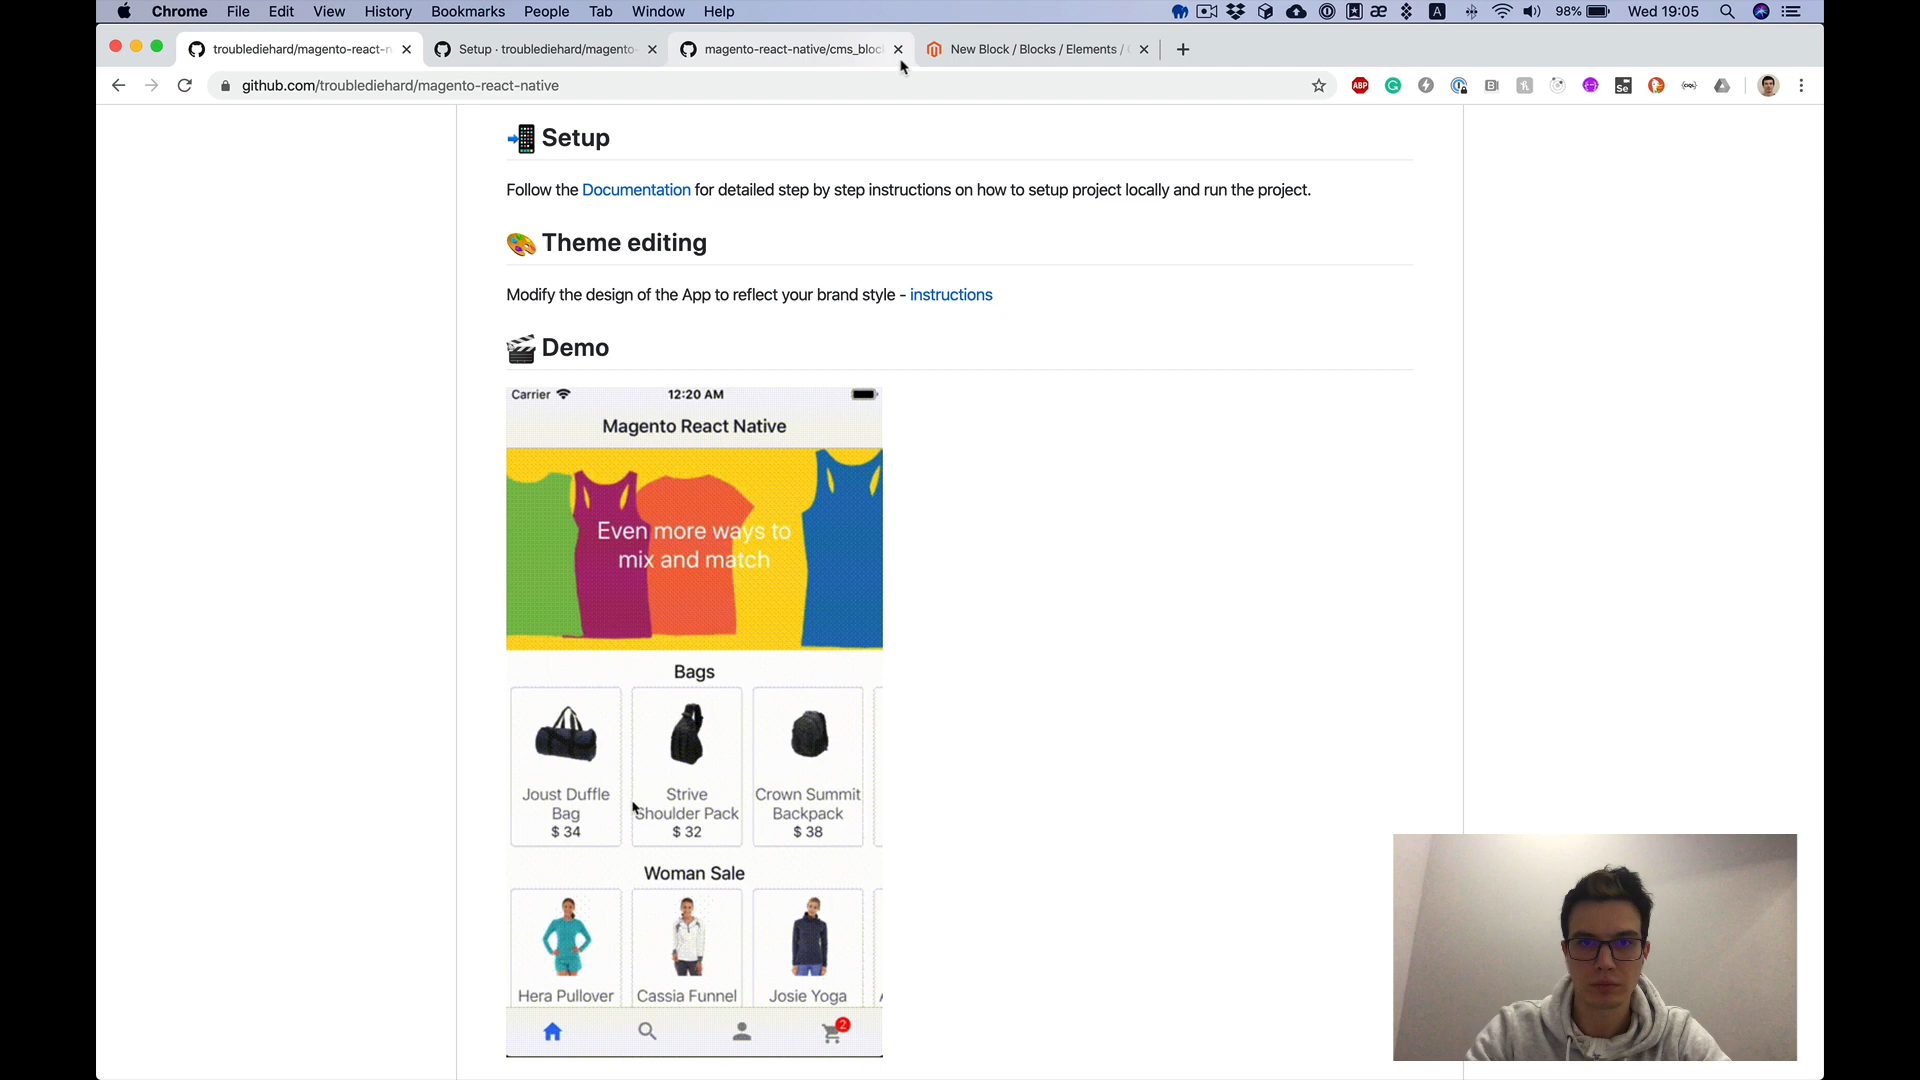 Chrome File Edit View History Bookmarks People Tab Window Help 98% Wed 19:05
troublediehard/magento-react-n Setup · troublediehard/magento- magento-react-native/cms_bloc New Block / Blocks / Elements /
github.com/troublediehard/magento-react-native ABP Se
Setup
Follow the Documentation for detailed step by step instructions on how to setup project locally and run the project.
Theme editing
Modify the design of the App to reflect your brand style - instructions
Demo
Carrier 12:20 AM
Magento React Native
Even more ways to
mix and match
Bags
Joust Duffle
Bag
$ 34
Strive
Shoulder Pack
$ 32
Crown Summit
Backpack
$ 38
Woman Sale
Hera Pullover
Cassia Funnel
Josie Yoga
2